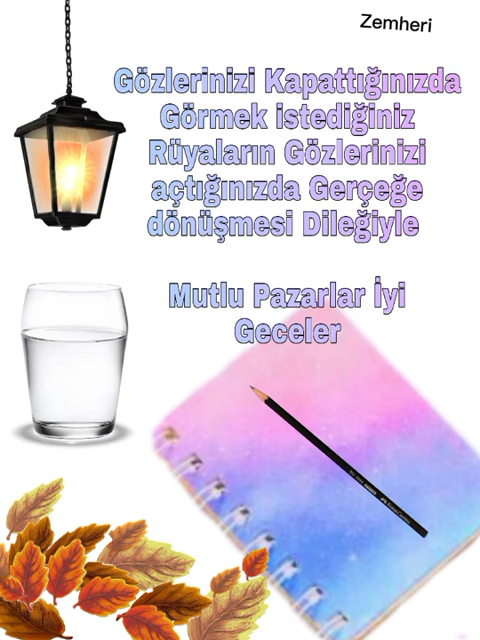 Zemheri
Gözlerinizi Kapattığınızda
Görmek istediğiniz
Rüyaların Gözlerinizi
açtığınızda Gerçeğe
dönüşmesi Dileğiyle
Mutlu Pazarlar İyi
Geceler